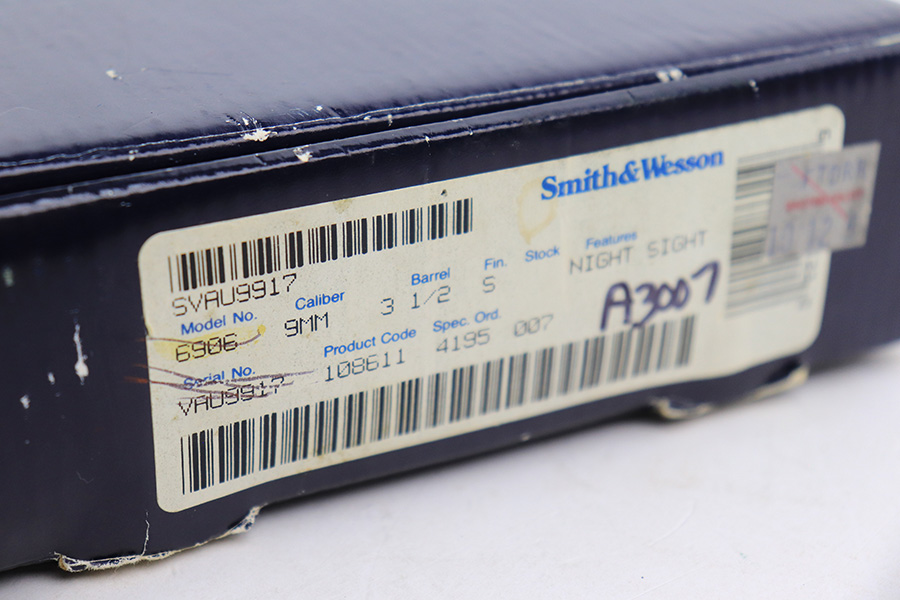 Smith&Wesson
SVAU9917
Model No. Caliber Barrel Fin. Stock Features
6906 9MM 3 1/2 S NIGHT SIGHT
Serial No. Product Code Spec. Ord.
VAU9917 108611 4195 007
A3007